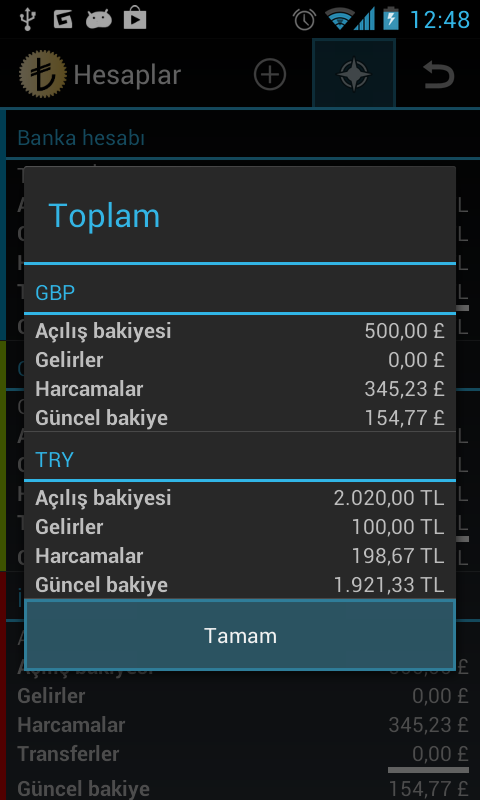 12:48
Hesaplar
Banka hesabı
Toplam
GBP
Açılış bakiyesi 500,00 £
Gelirler 0,00 £
Harcamalar 345,23 £
Güncel bakiye 154,77 £
TRY
Açılış bakiyesi 2.020,00 TL
Gelirler 100,00 TL
Harcamalar 198,67 TL
Güncel bakiye 1.921,33 TL
Tamam
Gelirler 0,00 £
Harcamalar 345,23 £
Transferler 0,00 £
Güncel bakiye 154,77 £